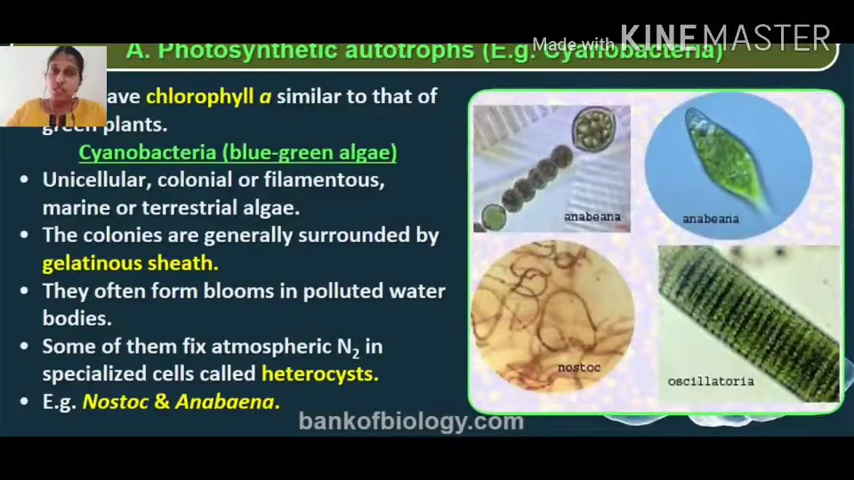 Made with KINEMASTER
A. Photosynthetic autotrophs (E.g. Cyanobacteria)
ave chlorophyll a similar to that of
green plants.
Cyanobacteria (blue-green algae)
• Unicellular, colonial or filamentous,
marine or terrestrial algae.
• The colonies are generally surrounded by
gelatinous sheath.
• They often form blooms in polluted water
bodies.
• Some of them fix atmospheric N₂ in
specialized cells called heterocysts.
• E.g. Nostoc & Anabaena.
anabeana
anabeana
nostoc
oscillatoria
bankofbiology.com